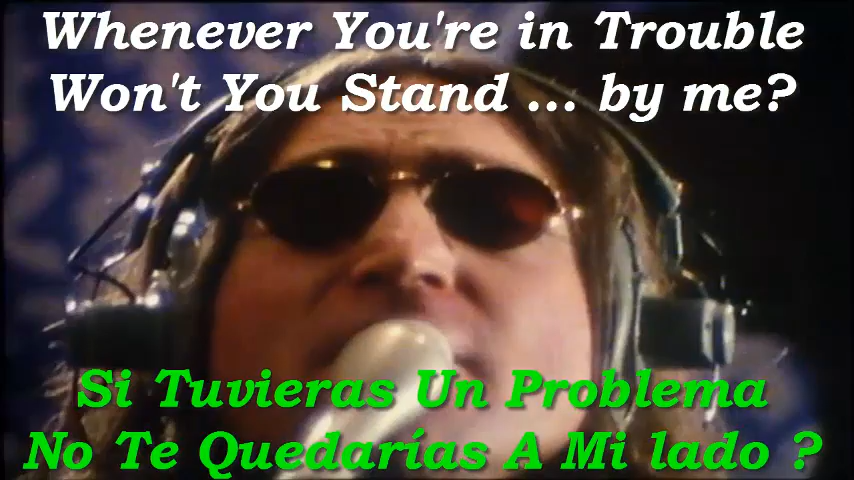 Whenever You're in Trouble
Won't You Stand ... by me?
Si Tuvieras Un Problema
No Te Quedarías A Mi lado ?